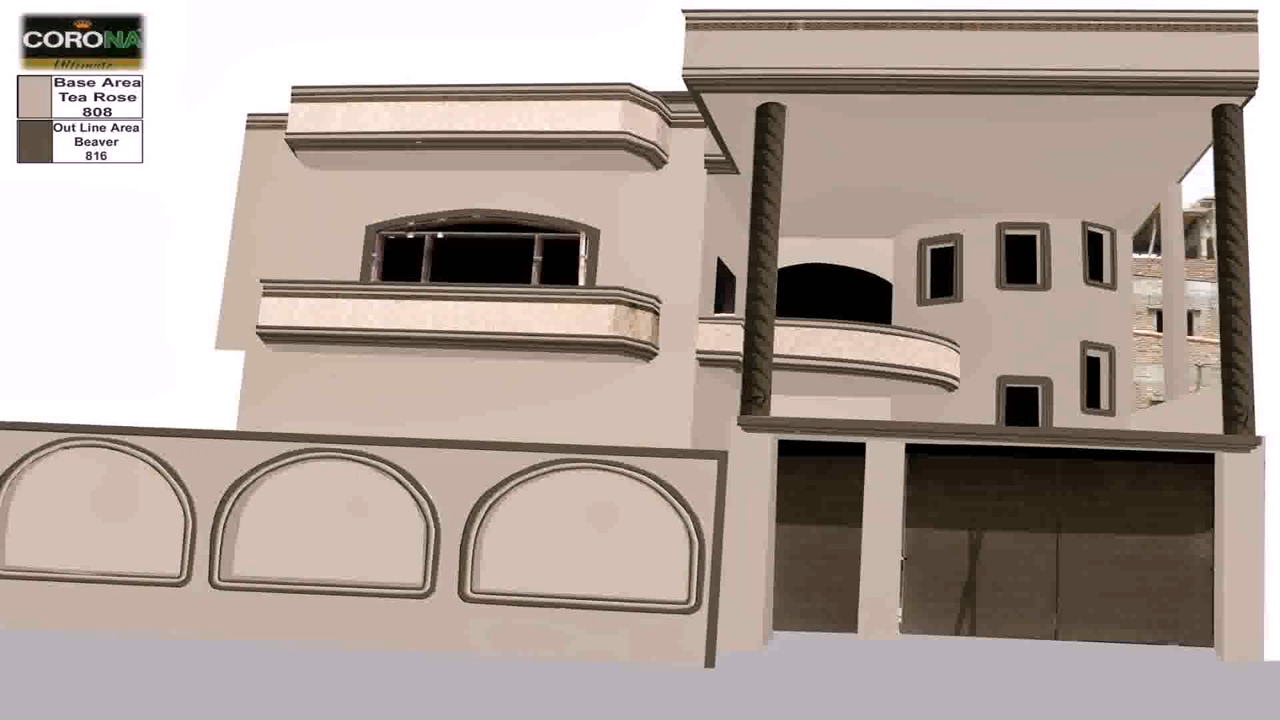 CORONA
Ultimate
Base Area
Tea Rose
808
Out Line Area
Beaver
816